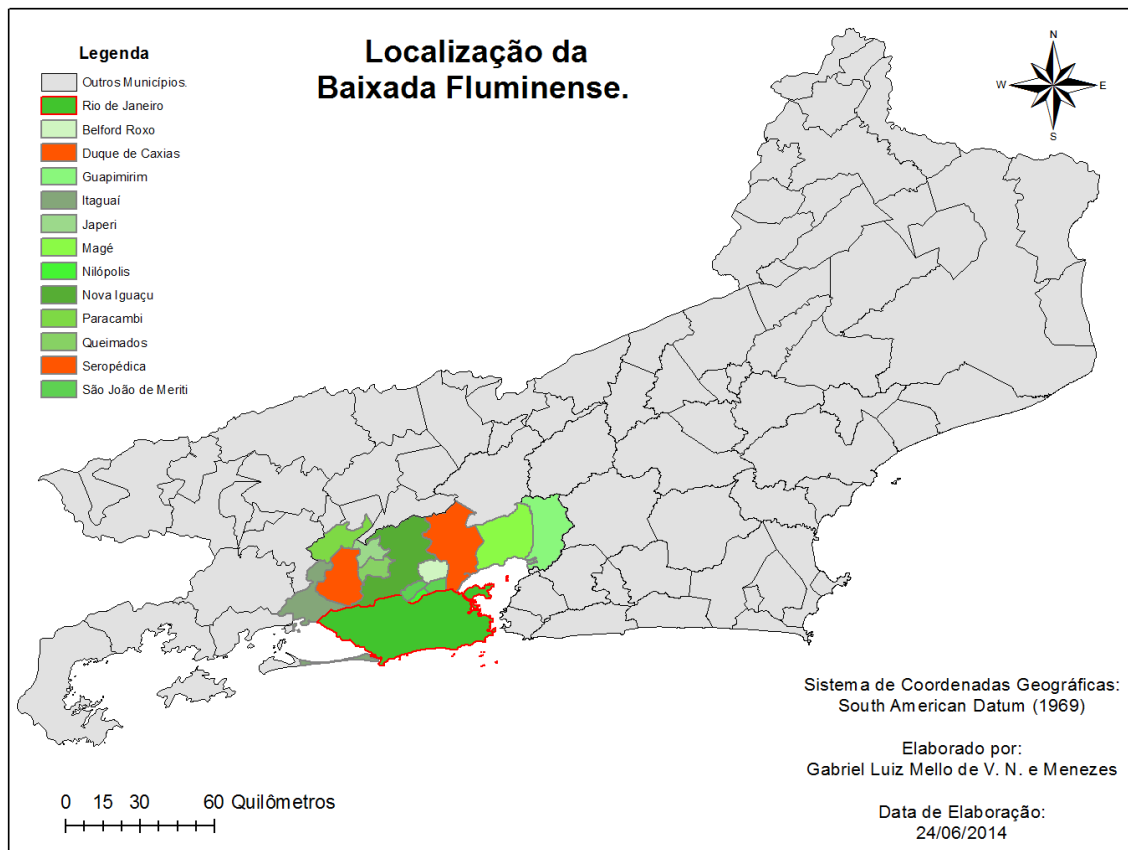 Localização da
Baixada Fluminense.
Legenda
Outros Municípios.
Rio de Janeiro
Belford Roxo
Duque de Caxias
Guapimirim
Itaguaí
Japeri
Magé
Nilópolis
Nova Iguaçu
Paracambi
Queimados
Seropédica
São João de Meriti
N
W
E
S
Sistema de Coordenadas Geográficas:
South American Datum (1969)
Elaborado por:
Gabriel Luiz Mello de V. N. e Menezes
Data de Elaboração:
24/06/2014
0 15 30 60 Quilômetros